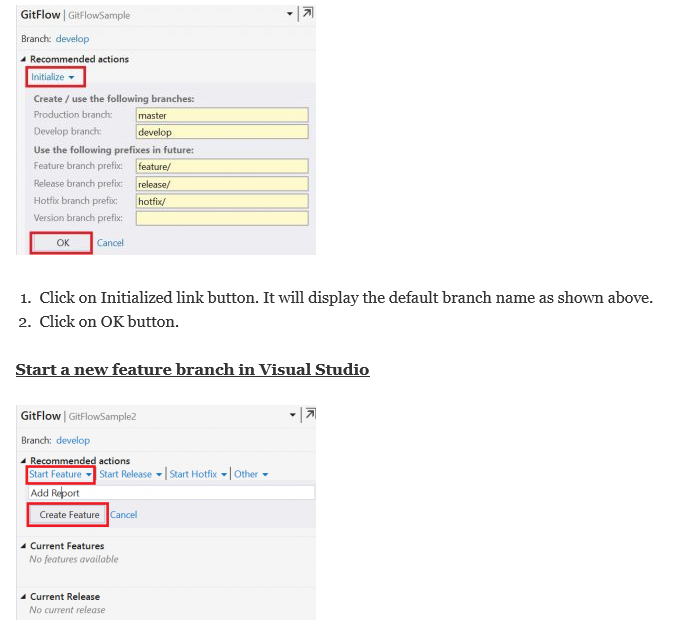 GitFlow | GitFlowSample
Branch: develop
Recommended actions
Initialize
Create / use the following branches:
Production branch: master
Develop branch: develop
Use the following prefixes in future:
Feature branch prefix: feature/
Release branch prefix: release/
Hotfix branch prefix: hotfix/
Version branch prefix:
OK Cancel
1. Click on Initialized link button. It will display the default branch name as shown above.
2. Click on OK button.
Start a new feature branch in Visual Studio
GitFlow | GitFlowSample2
Branch: develop
Recommended actions
Start Feature | Start Release | Start Hotfix | Other
Add Report
Create Feature Cancel
Current Features
No features available
Current Release
No current release